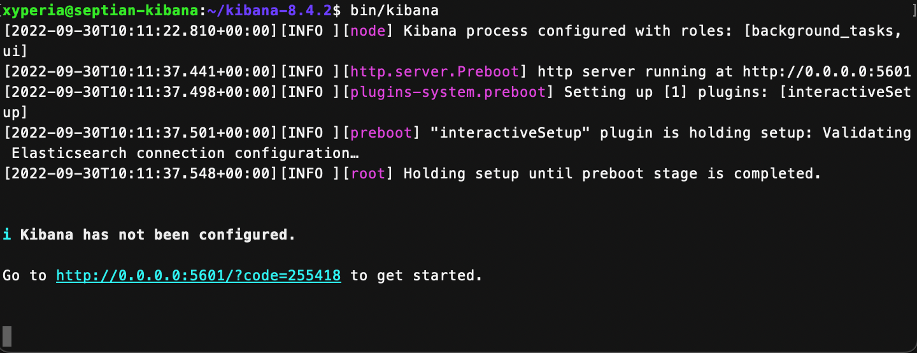 [xyperia@septian-kibana:~/kibana-8.4.2$ bin/kibana ]
[2022-09-30T10:11:22.810+00:00][INFO ][node] Kibana process configured with roles: [background_tasks,
ui]
[2022-09-30T10:11:37.441+00:00][INFO ][http.server.Preboot] http server running at http://0.0.0.0:5601
[2022-09-30T10:11:37.498+00:00][INFO ][plugins-system.preboot] Setting up [1] plugins: [interactiveSet
up]
[2022-09-30T10:11:37.501+00:00][INFO ][preboot] "interactiveSetup" plugin is holding setup: Validating
Elasticsearch connection configuration…
[2022-09-30T10:11:37.548+00:00][INFO ][root] Holding setup until preboot stage is completed.
i Kibana has not been configured.
Go to http://0.0.0.0:5601/?code=255418 to get started.